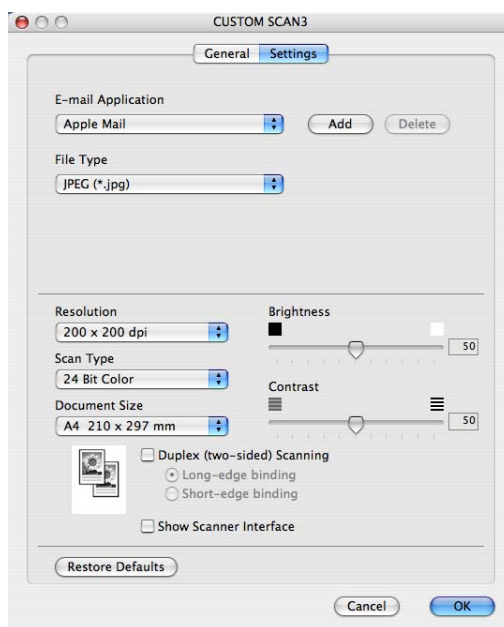 CUSTOM SCAN3
General Settings
E-mail Application
Apple Mail Add Delete
File Type
JPEG (*.jpg)
Resolution
200 x 200 dpi
Scan Type
24 Bit Color
Document Size
A4 210 x 297 mm
Brightness
50
Contrast
50
Duplex (two-sided) Scanning
Long-edge binding
Short-edge binding
Show Scanner Interface
Restore Defaults
Cancel OK